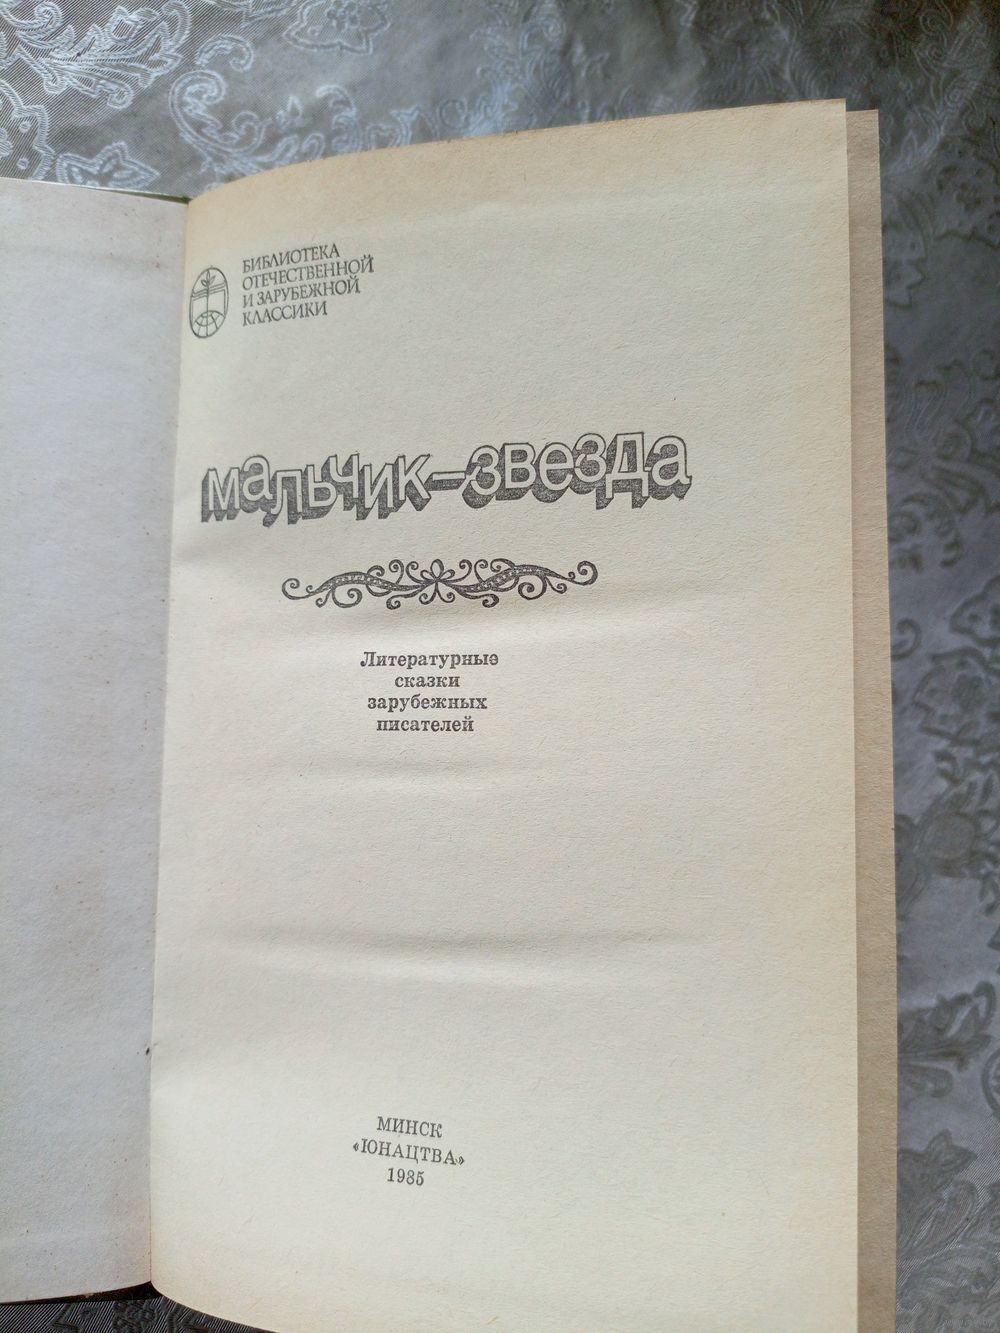 БИБЛИОТЕКА
ОТЕЧЕСТВЕННОЙ
И ЗАРУБЕЖНОЙ
КЛАССИКИ
мальчик–звезда
Литературные
сказки
зарубежных
писателей
МИНСК
«ЮНАЦТВА»
1985